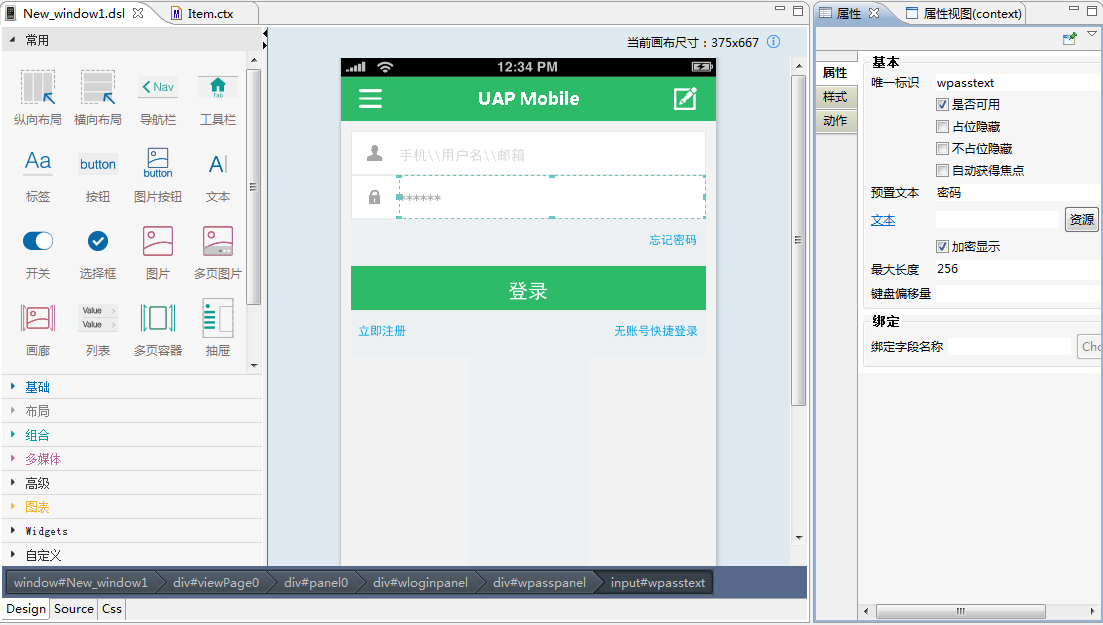 New_window1.dsl
Item.ctx
常用
纵向布局 横向布局 导航栏 工具栏
Nav
Tab
Aa button button A
标签 按钮 图片按钮 文本
开关 选择框 图片 多页图片
Value
Value
画廊 列表 多页容器 抽屉
基础
布局
组合
多媒体
高级
图表
Widgets
自定义
当前画布尺寸：375x667
12:34 PM
UAP Mobile
手机\\用户名\\邮箱
******
忘记密码
登录
立即注册 无账号快捷登录
window#New_window1 div#viewPage0 div#panel0 div#wloginpanel div#wpasspanel input#wpasstext
Design Source Css
属性 属性视图(context)
属性
样式
动作
基本
唯一标识 wpasstext
是否可用
占位隐藏
不占位隐藏
自动获得焦点
预置文本 密码
文本 资源
加密显示
最大长度 256
键盘偏移量
绑定
绑定字段名称 Cho